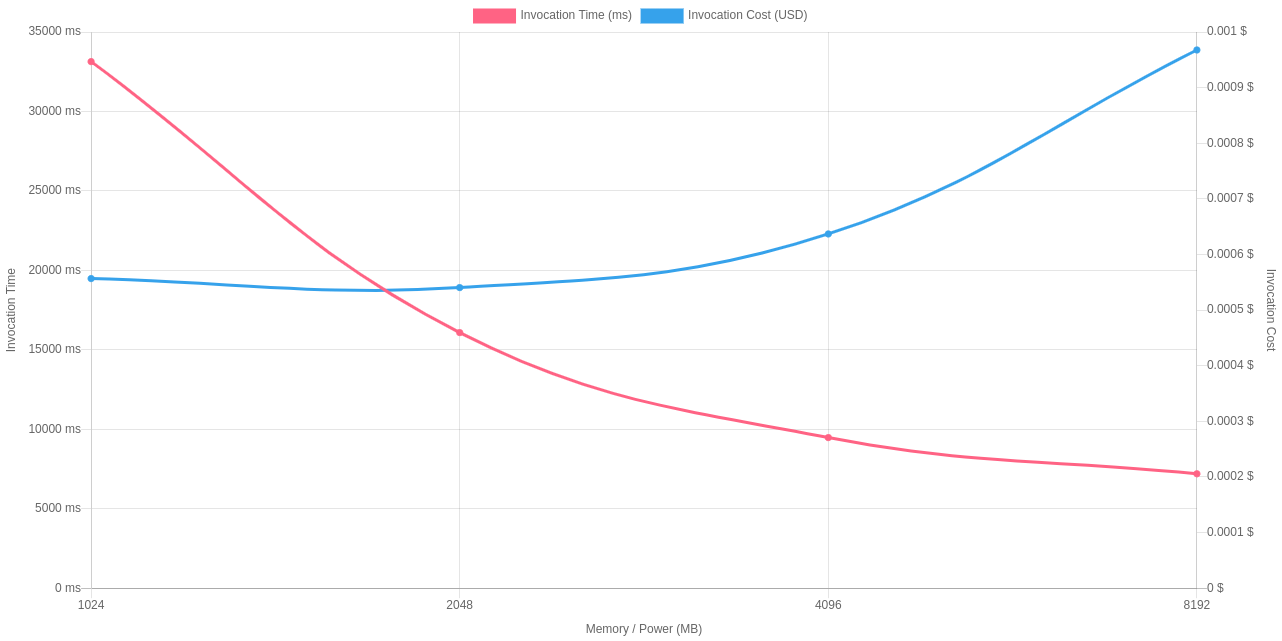 Invocation Time (ms) Invocation Cost (USD)
35000 ms
30000 ms
25000 ms
20000 ms
15000 ms
10000 ms
5000 ms
0 ms
Invocation Time
0.001 $
0.0009 $
0.0008 $
0.0007 $
0.0006 $
0.0005 $
0.0004 $
0.0003 $
0.0002 $
0.0001 $
0 $
Invocation Cost
1024 2048 4096 8192
Memory / Power (MB)